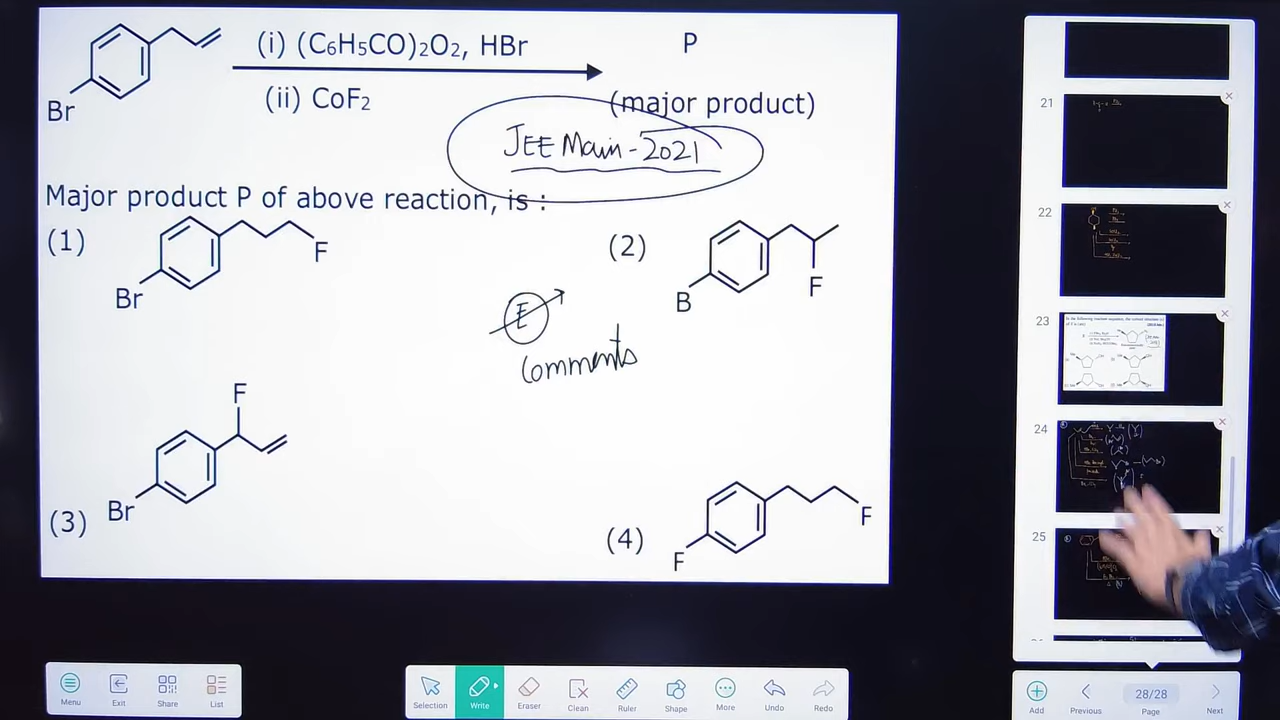 (i) (C6H5CO)2O2, HBr
P
(ii) CoF2
(major product)
Br
JEE Main-2021
Major product P of above reaction, is :
(1)
F
Br
(2)
F
B
E
Comments
(3)
F
Br
(4)
F
F
21
22
23
24
25
Menu
Exit
Share
List
Selection
Write
Eraser
Clean
Ruler
Shape
More
Undo
Redo
Add
Previous
28/28
Page
Next